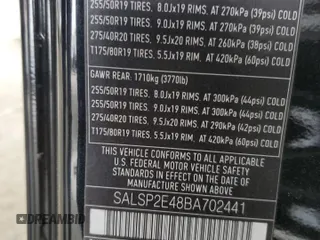 255/50R19 TIRES, 8.0Jx19 RIMS, AT 270kPa (39psi) COLD
255/50R19 TIRES, 9.0Jx19 RIMS, AT 270kPa (39psi) COLD
275/40R20 TIRES, 9.5Jx20 RIMS, AT 260kPa (38psi) COLD
T175/80R19 TIRES, 5.5Jx19 RIM, AT 420kPa (60psi) COLD
GAWR REAR: 1710kg (3770lb)
255/50R19 TIRES, 8.0Jx19 RIMS, AT 300kPa (44psi) COLD
255/50R19 TIRES, 9.0Jx19 RIMS, AT 300kPa (44psi) COLD
275/40R20 TIRES, 9.5Jx20 RIMS, AT 290kPa (42psi) COLD
T175/80R19 TIRES, 5.5Jx19 RIM, AT 420kPa (60psi) COLD
THIS VEHICLE CONFORMS TO ALL APPLICABLE
U.S. FEDERAL MOTOR VEHICLE SAFETY
STANDARDS IN EFFECT ON THE DATE OF
MANUFACTURE SHOWN ABOVE.
SALSP2E48BA702441
DREAMBID